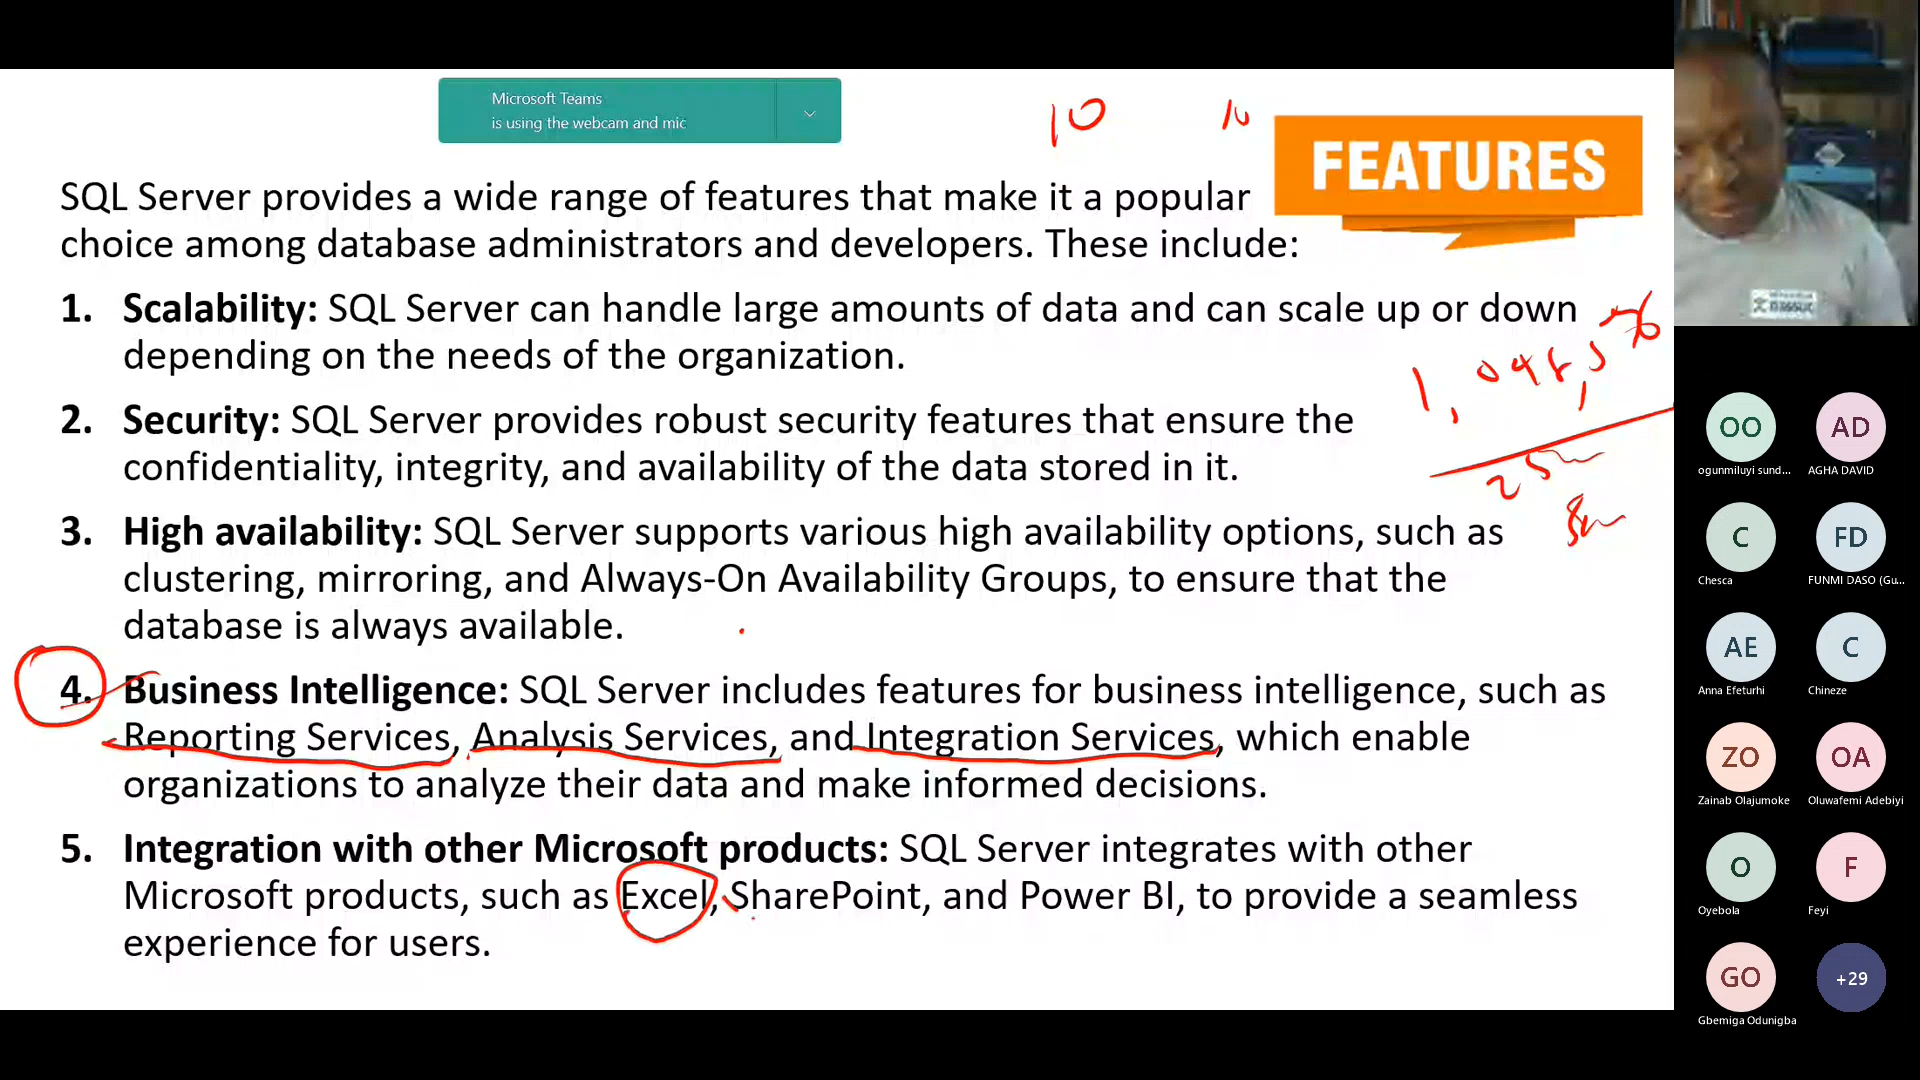 Microsoft Teams
is using the webcam and mic
10
10
FEATURES
SQL Server provides a wide range of features that make it a popular
choice among database administrators and developers. These include:
1. Scalability: SQL Server can handle large amounts of data and can scale up or down
depending on the needs of the organization.
1,048,576
2. Security: SQL Server provides robust security features that ensure the
confidentiality, integrity, and availability of the data stored in it.
3. High availability: SQL Server supports various high availability options, such as
clustering, mirroring, and Always-On Availability Groups, to ensure that the
database is always available.
4. Business Intelligence: SQL Server includes features for business intelligence, such as
Reporting Services, Analysis Services, and Integration Services, which enable
organizations to analyze their data and make informed decisions.
5. Integration with other Microsoft products: SQL Server integrates with other
Microsoft products, such as Excel, SharePoint, and Power BI, to provide a seamless
experience for users.
OO AD
ogunmiluyi sund... AGHA DAVID
C FD
Chesca FUNMI DASO (Gu...
AE C
Anna Efeturhi Chineze
ZO OA
Zainab Olajumoke Oluwafemi Adebiyi
O F
Oyebola Feyi
GO +29
Gbemiga Odunigba